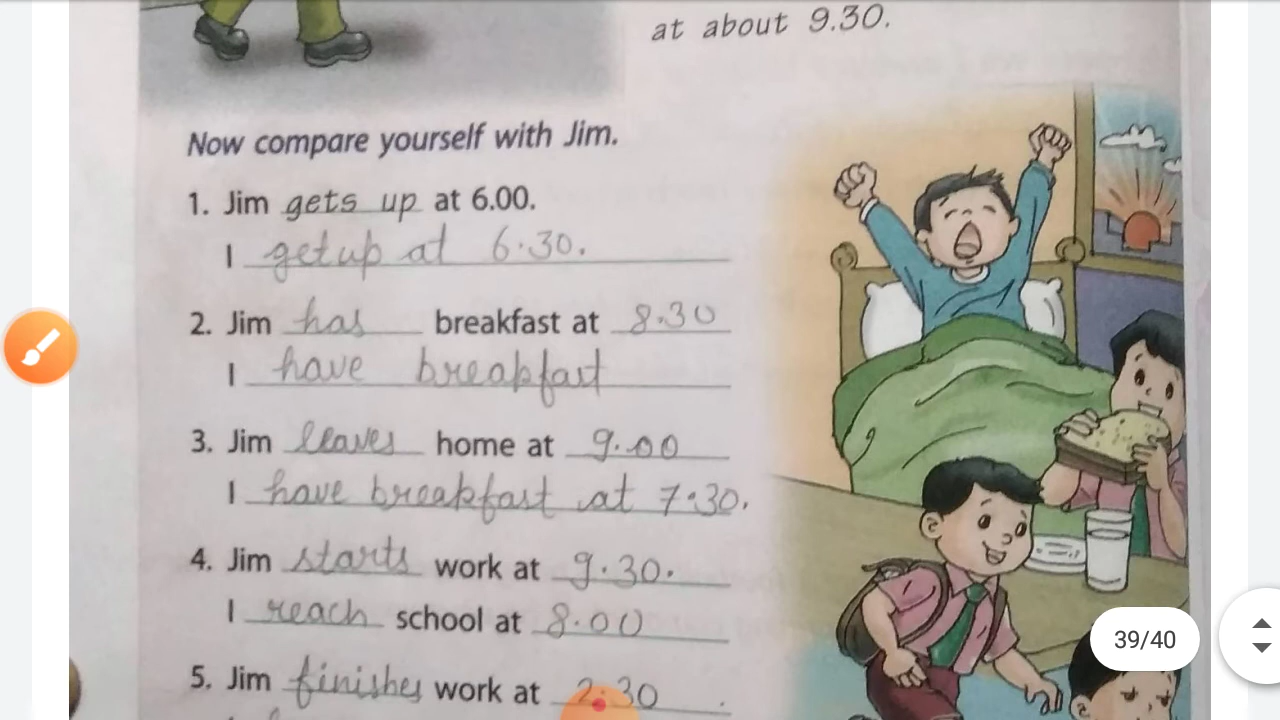 at about 9.30.
Now compare yourself with Jim.
1. Jim gets up at 6.00.
I getup at 6.30.
2. Jim has breakfast at 8.30
I have breakfast
3. Jim leaves home at 9.00
I have breakfast at 7.30.
4. Jim starts work at 9.30.
I reach school at 8.00
5. Jim finishes work at 2.30
39/40